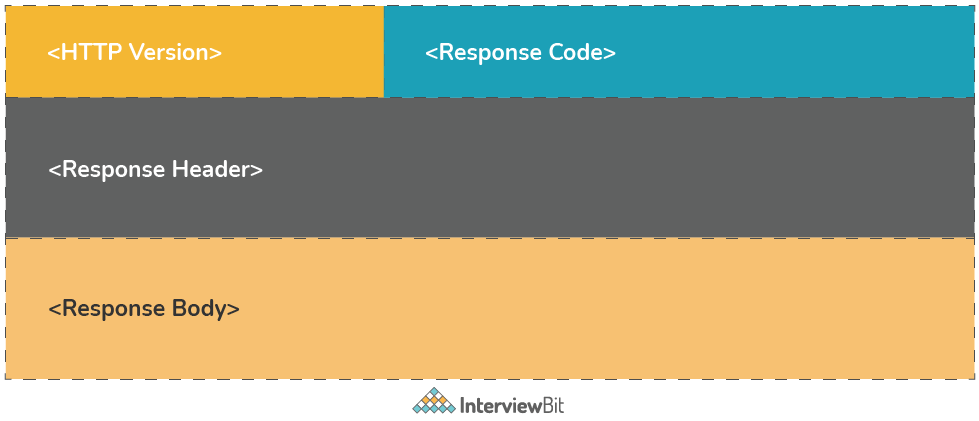 <HTTP Version> <Response Code>
<Response Header>
<Response Body>
InterviewBit